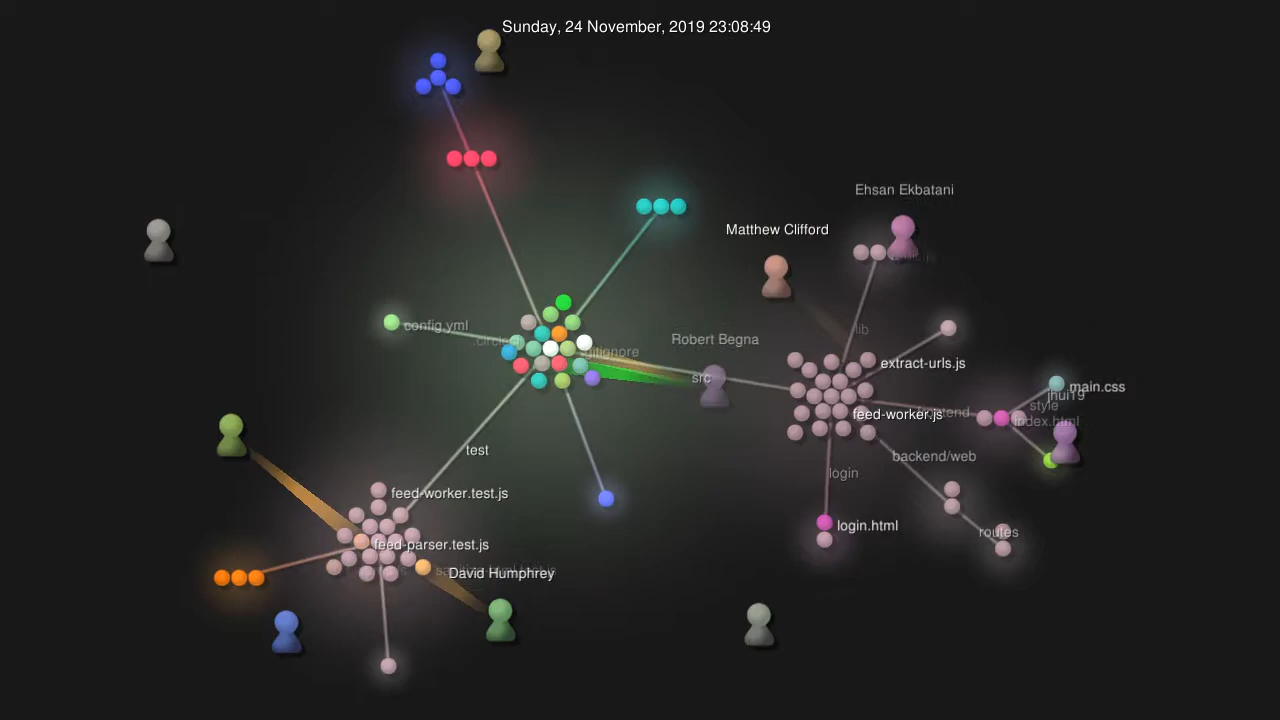 Sunday, 24 November, 2019 23:08:49
Ehsan Ekbatani
Matthew Clifford
config.yml
lib
Robert Begna
extract-urls.js
src
main.css
jhui19
style
feed-worker.js
index.html
test
backend/web
login
feed-worker.test.js
login.html
routes
feed-parser.test.js
David Humphrey